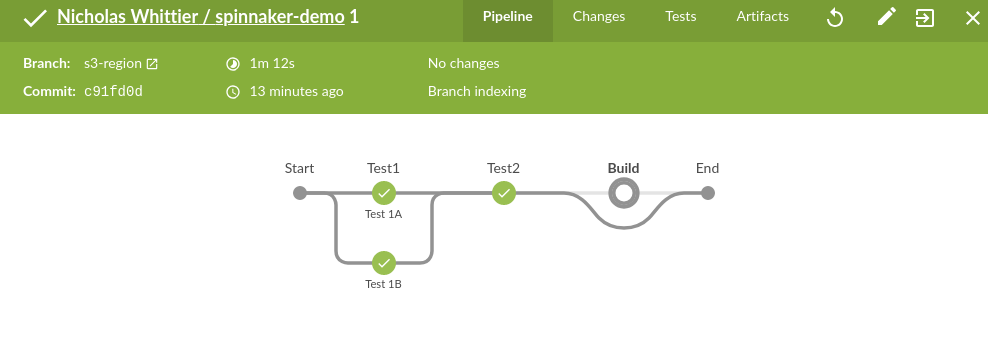 Nicholas Whittier / spinnaker-demo 1
Pipeline Changes Tests Artifacts
Branch: s3-region 1m 12s No changes
Commit: c91fd0d 13 minutes ago Branch indexing
Start Test1 Test2 Build End
Test 1A
Test 1B